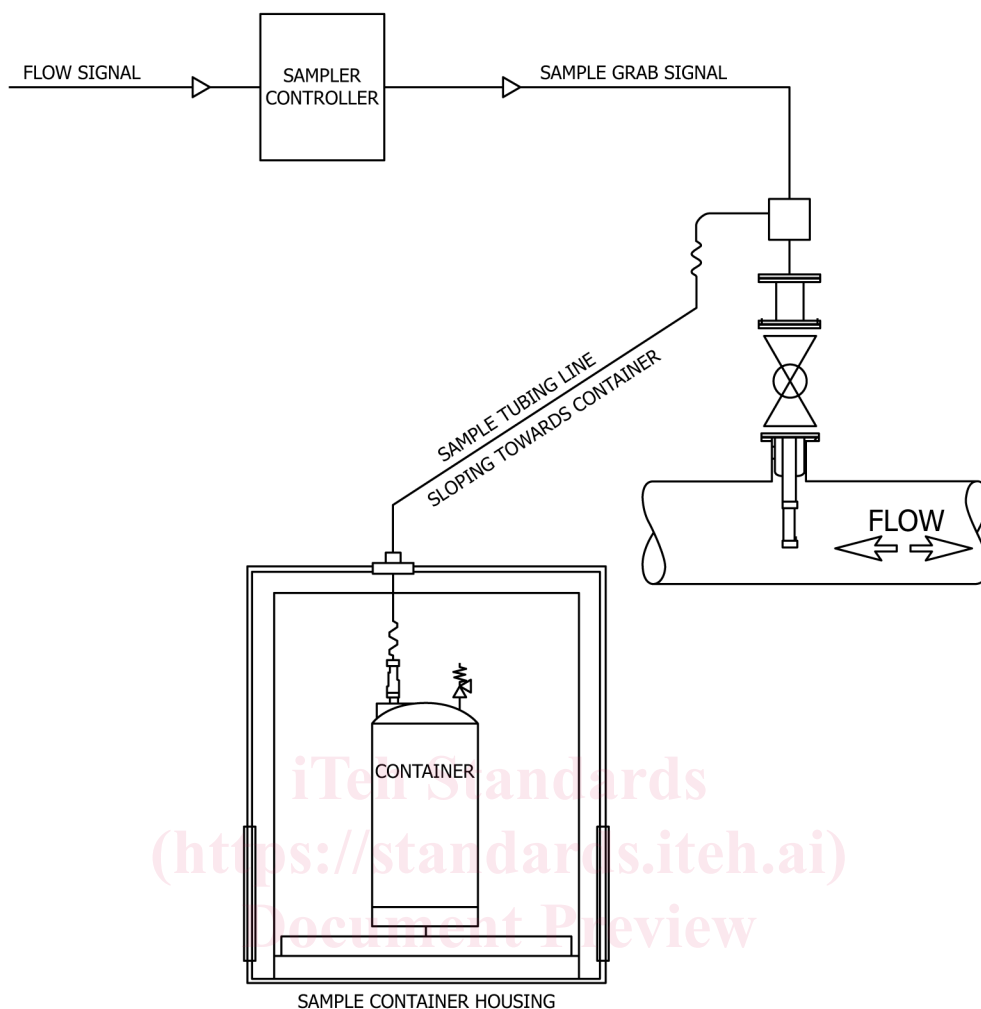 FLOW SIGNAL
SAMPLER
CONTROLLER
SAMPLE GRAB SIGNAL
SAMPLE TUBING LINE
SLOPING TOWARDS CONTAINER
FLOW
CONTAINER
iTeh Standards
(https://standards.iteh.ai)
Document Preview
SAMPLE CONTAINER HOUSING